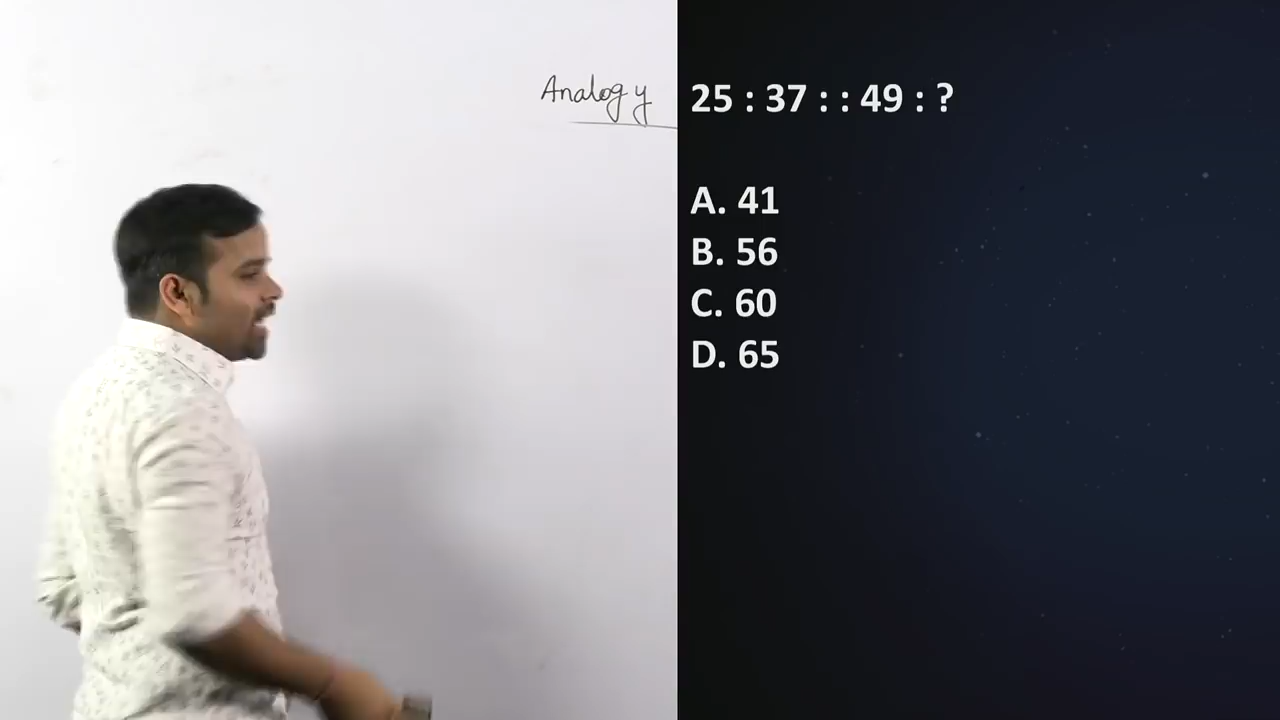 Analogy
25 : 37 : : 49 : ?
A. 41
B. 56
C. 60
D. 65